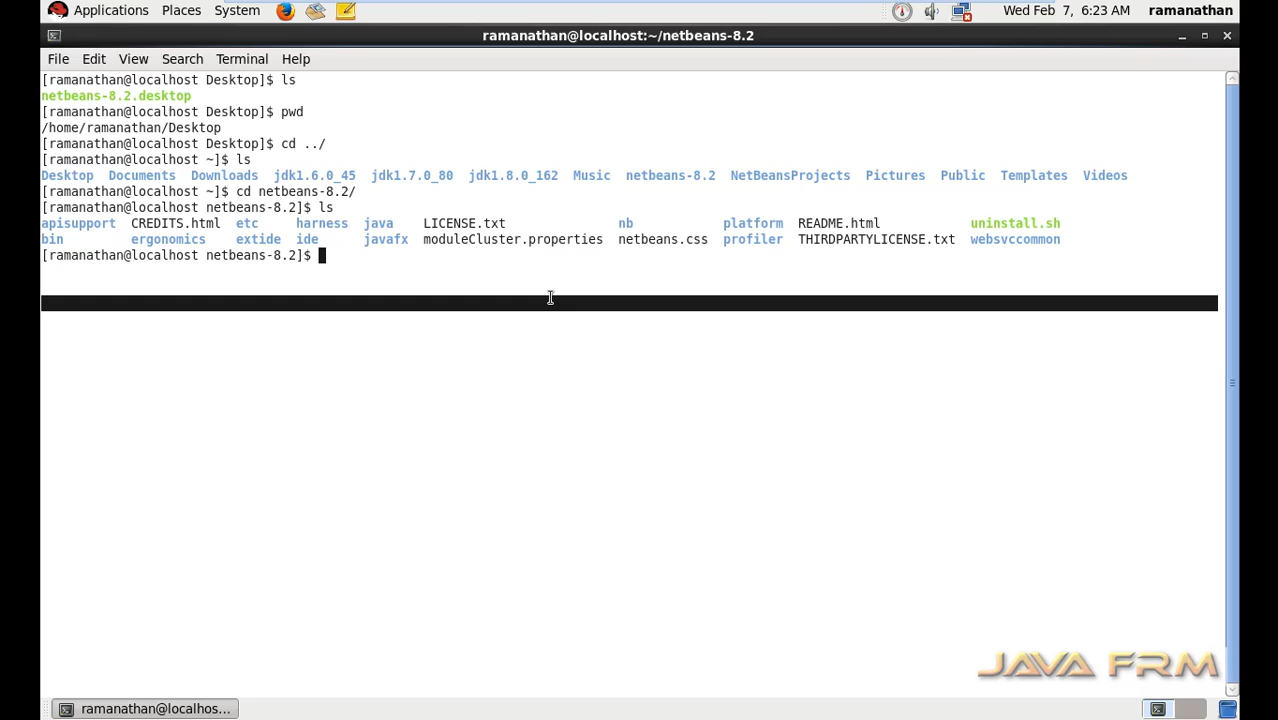 Applications Places System Wed Feb 7, 6:23 AM ramanathan
ramanathan@localhost:~/netbeans-8.2
File Edit View Search Terminal Help
[ramanathan@localhost Desktop]$ ls
netbeans-8.2.desktop
[ramanathan@localhost Desktop]$ pwd
/home/ramanathan/Desktop
[ramanathan@localhost Desktop]$ cd ../
[ramanathan@localhost ~]$ ls
Desktop Documents Downloads jdk1.6.0_45 jdk1.7.0_80 jdk1.8.0_162 Music netbeans-8.2 NetBeansProjects Pictures Public Templates Videos
[ramanathan@localhost ~]$ cd netbeans-8.2/
[ramanathan@localhost netbeans-8.2]$ ls
apisupport CREDITS.html etc harness java LICENSE.txt nb platform README.html uninstall.sh
bin ergonomics extide ide javafx moduleCluster.properties netbeans.css profiler THIRDPARTYLICENSE.txt websvccommon
[ramanathan@localhost netbeans-8.2]$
JAVA FRM
ramanathan@localhos...